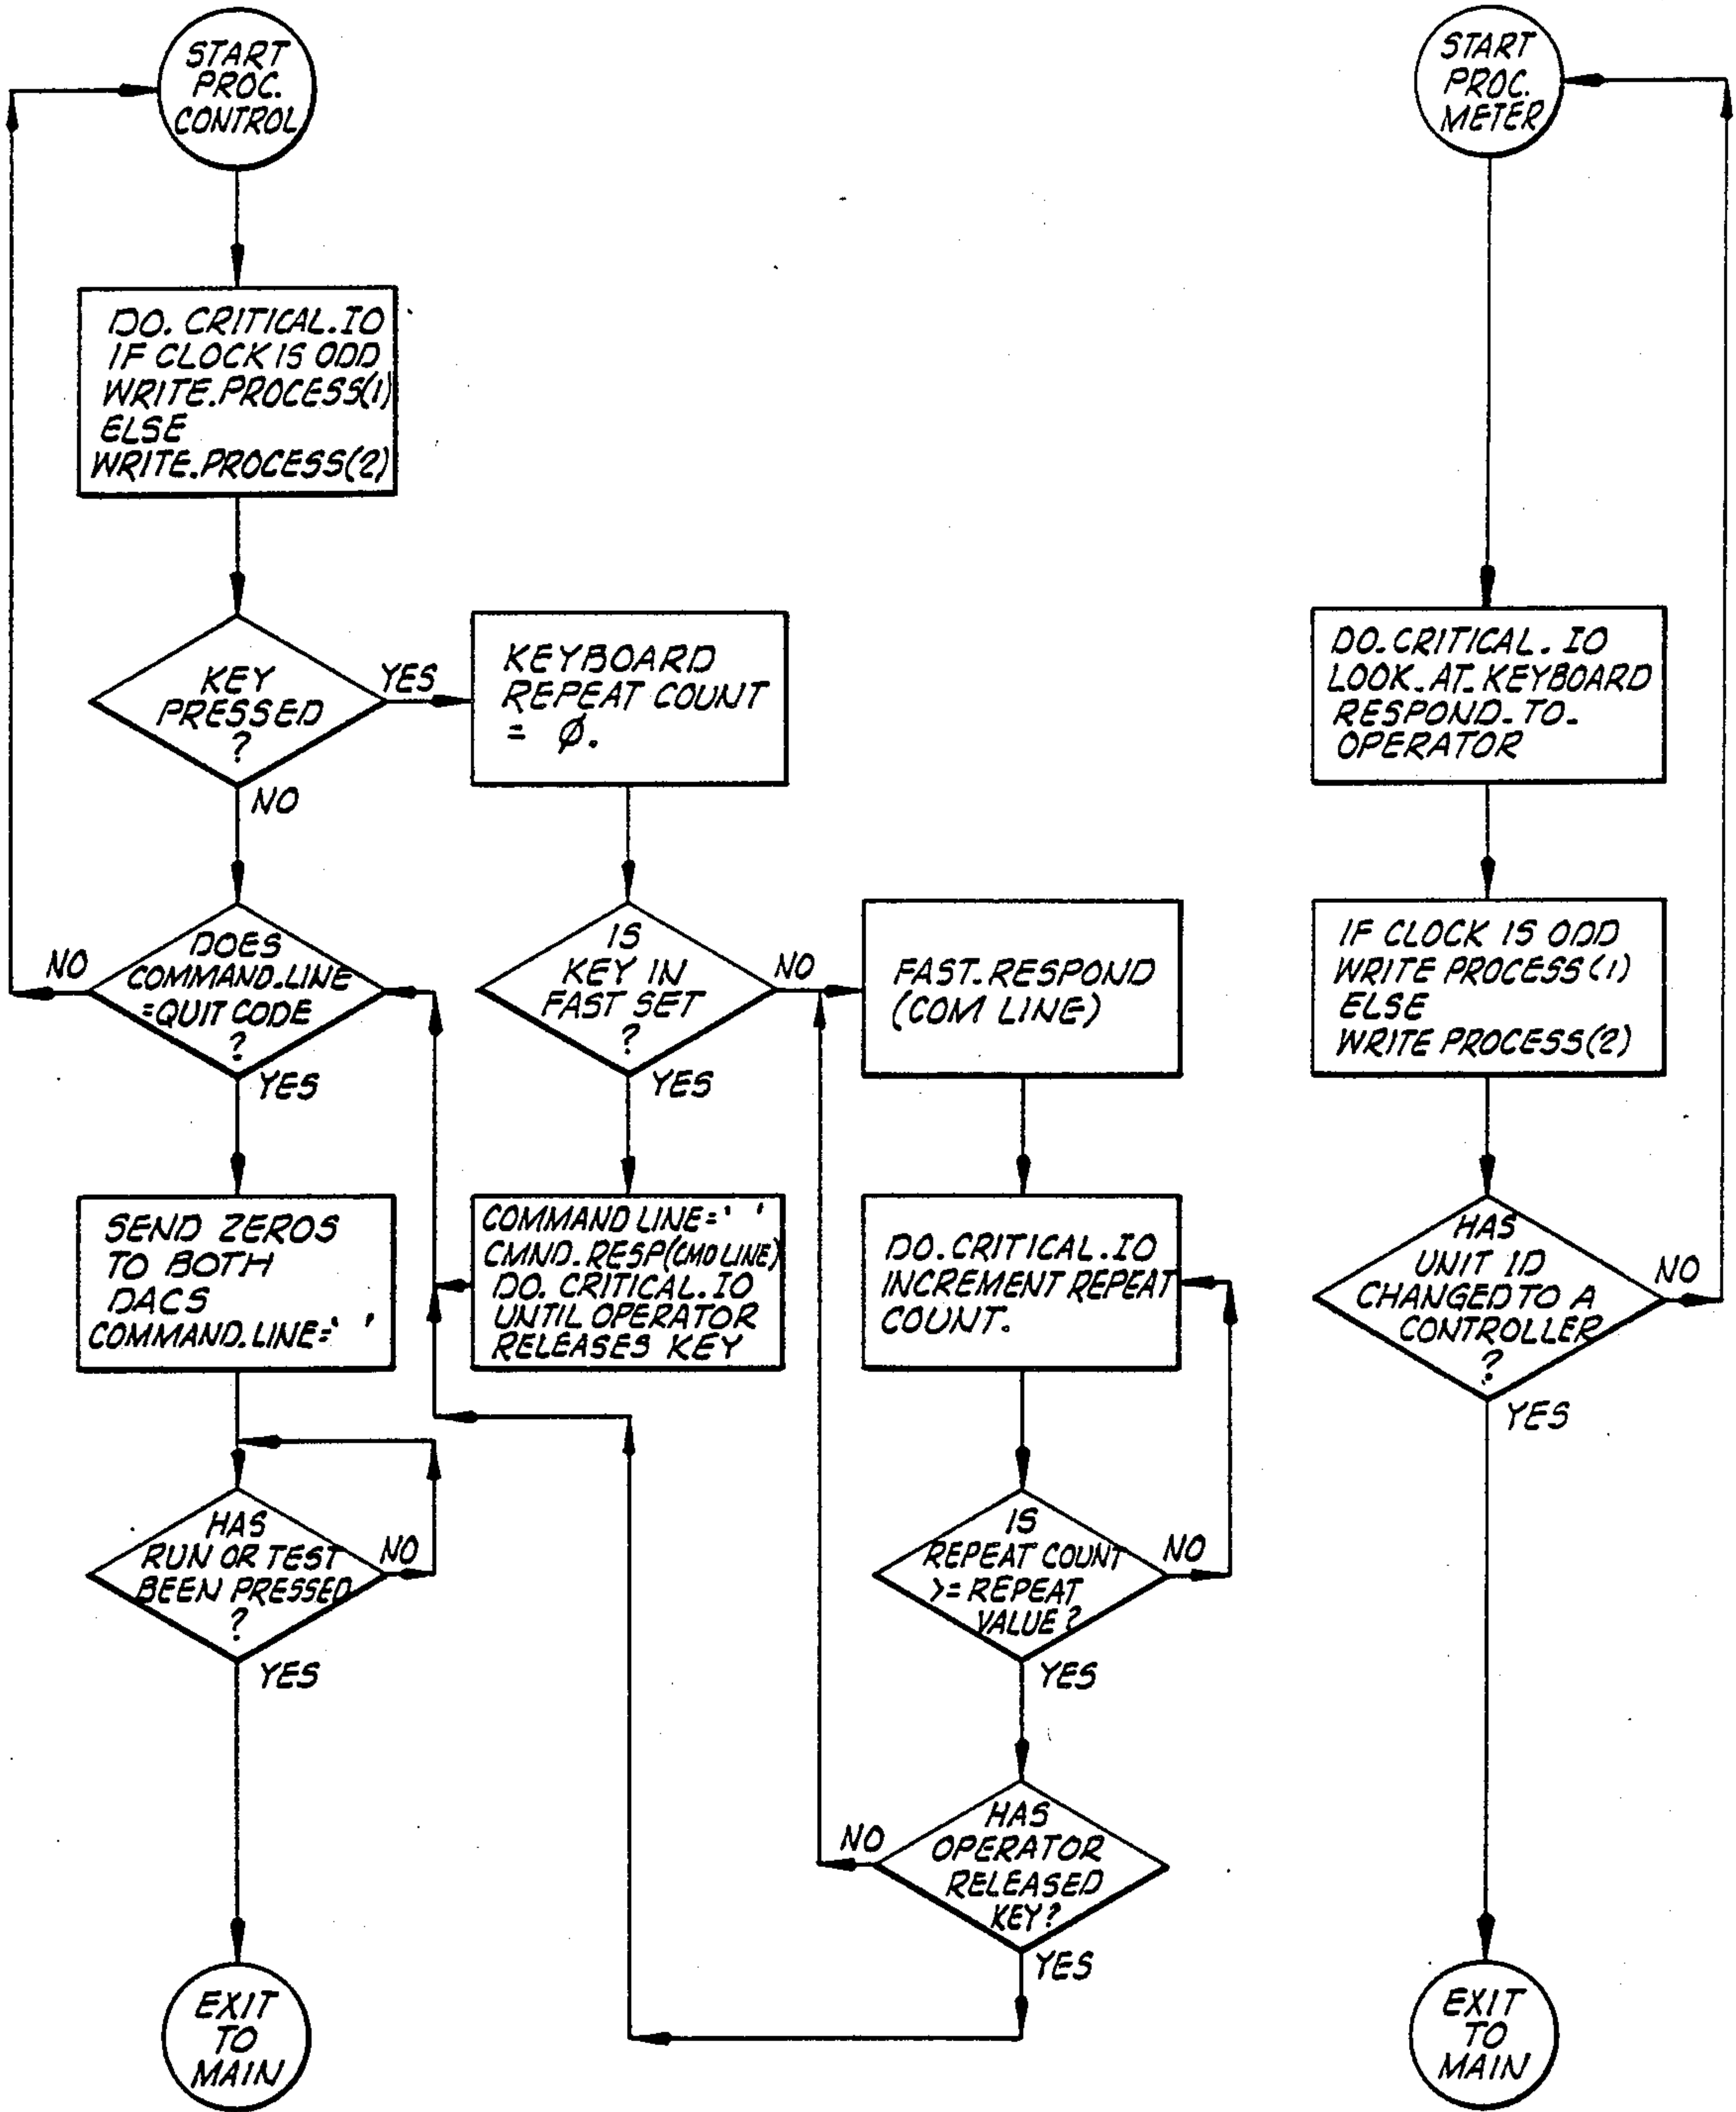 START
PROC.
CONTROL
DO. CRITICAL.IO
IF CLOCK IS ODD
WRITE.PROCESS(1)
ELSE
WRITE.PROCESS(2)
KEY
PRESSED
?
YES
NO
KEYBOARD
REPEAT COUNT
= Ø.
DOES
COMMAND.LINE
=QUIT CODE
?
NO
YES
IS
KEY IN
FAST SET
?
NO
YES
FAST.RESPOND
(COM LINE)
SEND ZEROS
TO BOTH
DACS
COMMAND.LINE=' '
COMMAND LINE=' '
CMND.RESP(CMD LINE)
DO. CRITICAL.IO
UNTIL OPERATOR
RELEASES KEY
DO.CRITICAL.IO
INCREMENT REPEAT
COUNT.
HAS
RUN OR TEST
BEEN PRESSED
?
NO
YES
IS
REPEAT COUNT
>= REPEAT
VALUE?
NO
YES
HAS
OPERATOR
RELEASED
KEY?
NO
YES
EXIT
TO
MAIN
START
PROC.
METER
DO.CRITICAL.IO
LOOK_AT_KEYBOARD
RESPOND_TO_
OPERATOR
IF CLOCK IS ODD
WRITE PROCESS(1)
ELSE
WRITE PROCESS(2)
HAS
UNIT ID
CHANGED TO A
CONTROLLER
?
NO
YES
EXIT
TO
MAIN